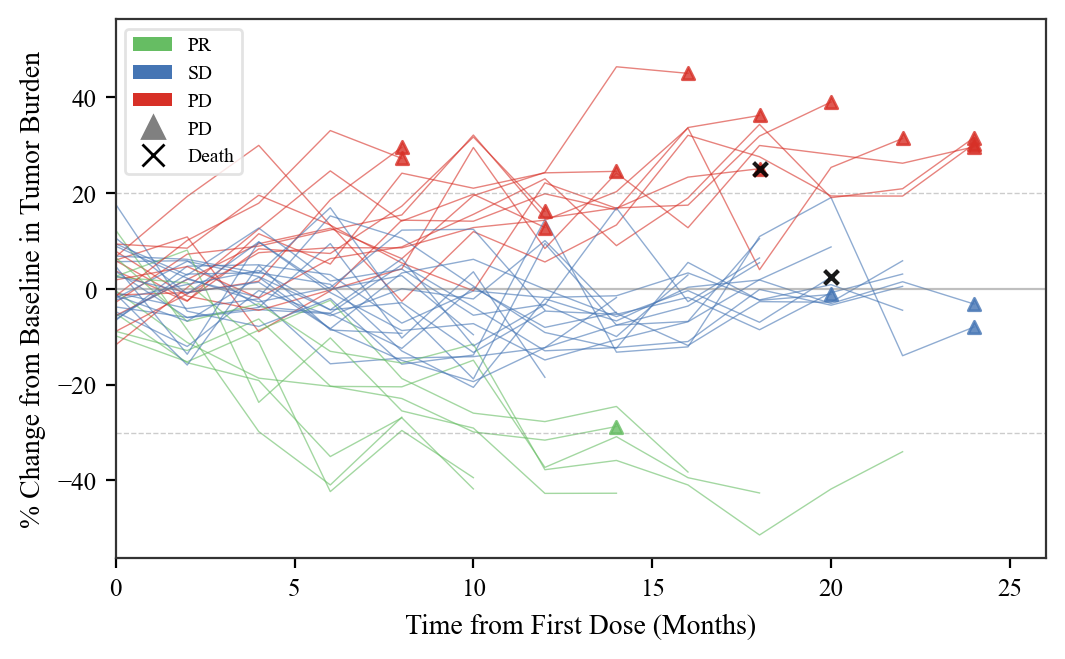 % Change from Baseline in Tumor Burden
40
20
0
−20
−40
PR
SD
PD
PD
Death
0
5
10
15
20
25
Time from First Dose (Months)